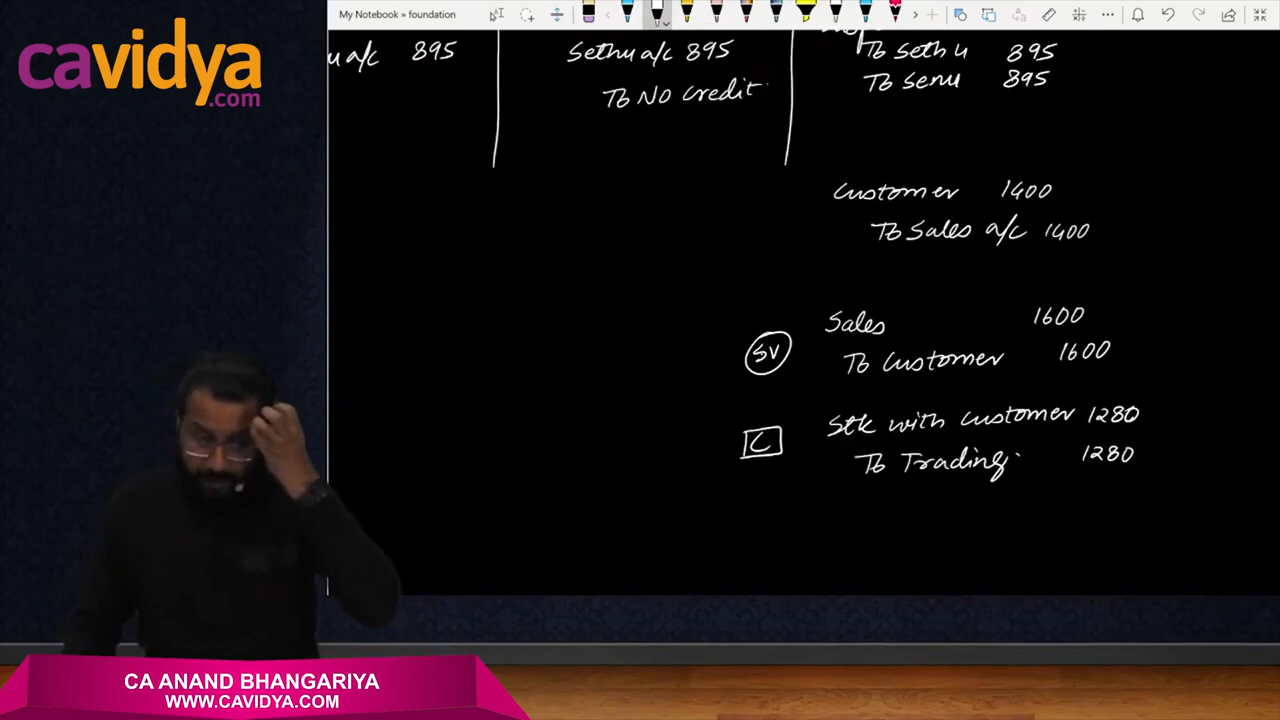 cavidya
.com
My Notebook » foundation
u a/c 895
Sethu a/c 895
To No Credit
To Sethu 895
To Senu 895
Customer 1400
To Sales a/c 1400
SV
Sales 1600
To Customer 1600
C
Stk with customer 1280
To Trading 1280
CA ANAND BHANGARIYA
WWW.CAVIDYA.COM